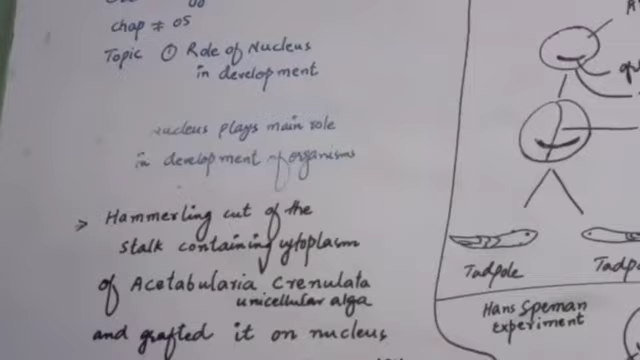 chap # 05
Topic ① Role of Nucleus
in development
Nucleus plays main role
in development of organisms
> Hammerling cut of the
stalk containing cytoplasm
of Acetabularia Crenulata
unicellular alga
and grafted it on nucleus
Tadpole
Tadp
Hans Speman
experiment